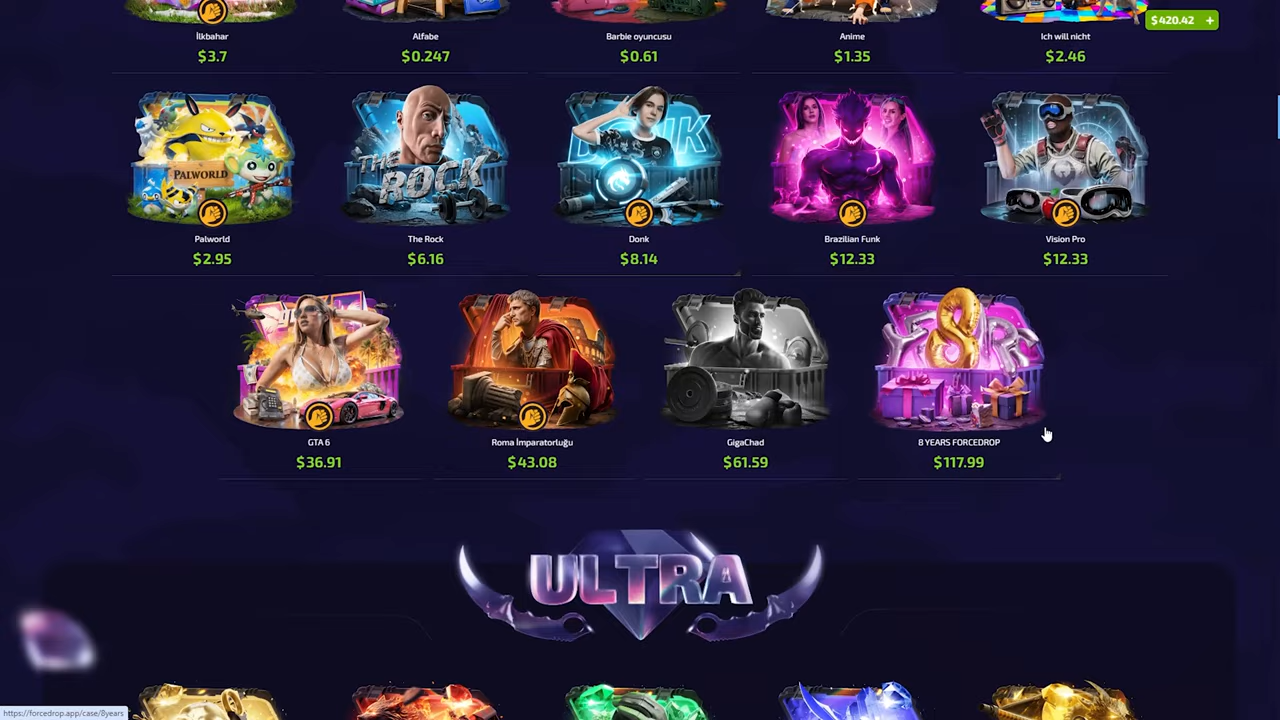 $420.42 +
İlkbahar
Alfabe
Barbie oyuncusu
Anime
Ich will nicht
$3.7
$0.247
$0.61
$1.35
$2.46
PALWORLD
THE ROCK
Palworld
The Rock
Donk
Brazilian Funk
Vision Pro
$2.95
$6.16
$8.14
$12.33
$12.33
8
GTA 6
Roma İmparatorluğu
GigaChad
8 YEARS FORCEDROP
$36.91
$43.08
$61.59
$117.99
ULTRA
https://forcedrop.app/case/8years